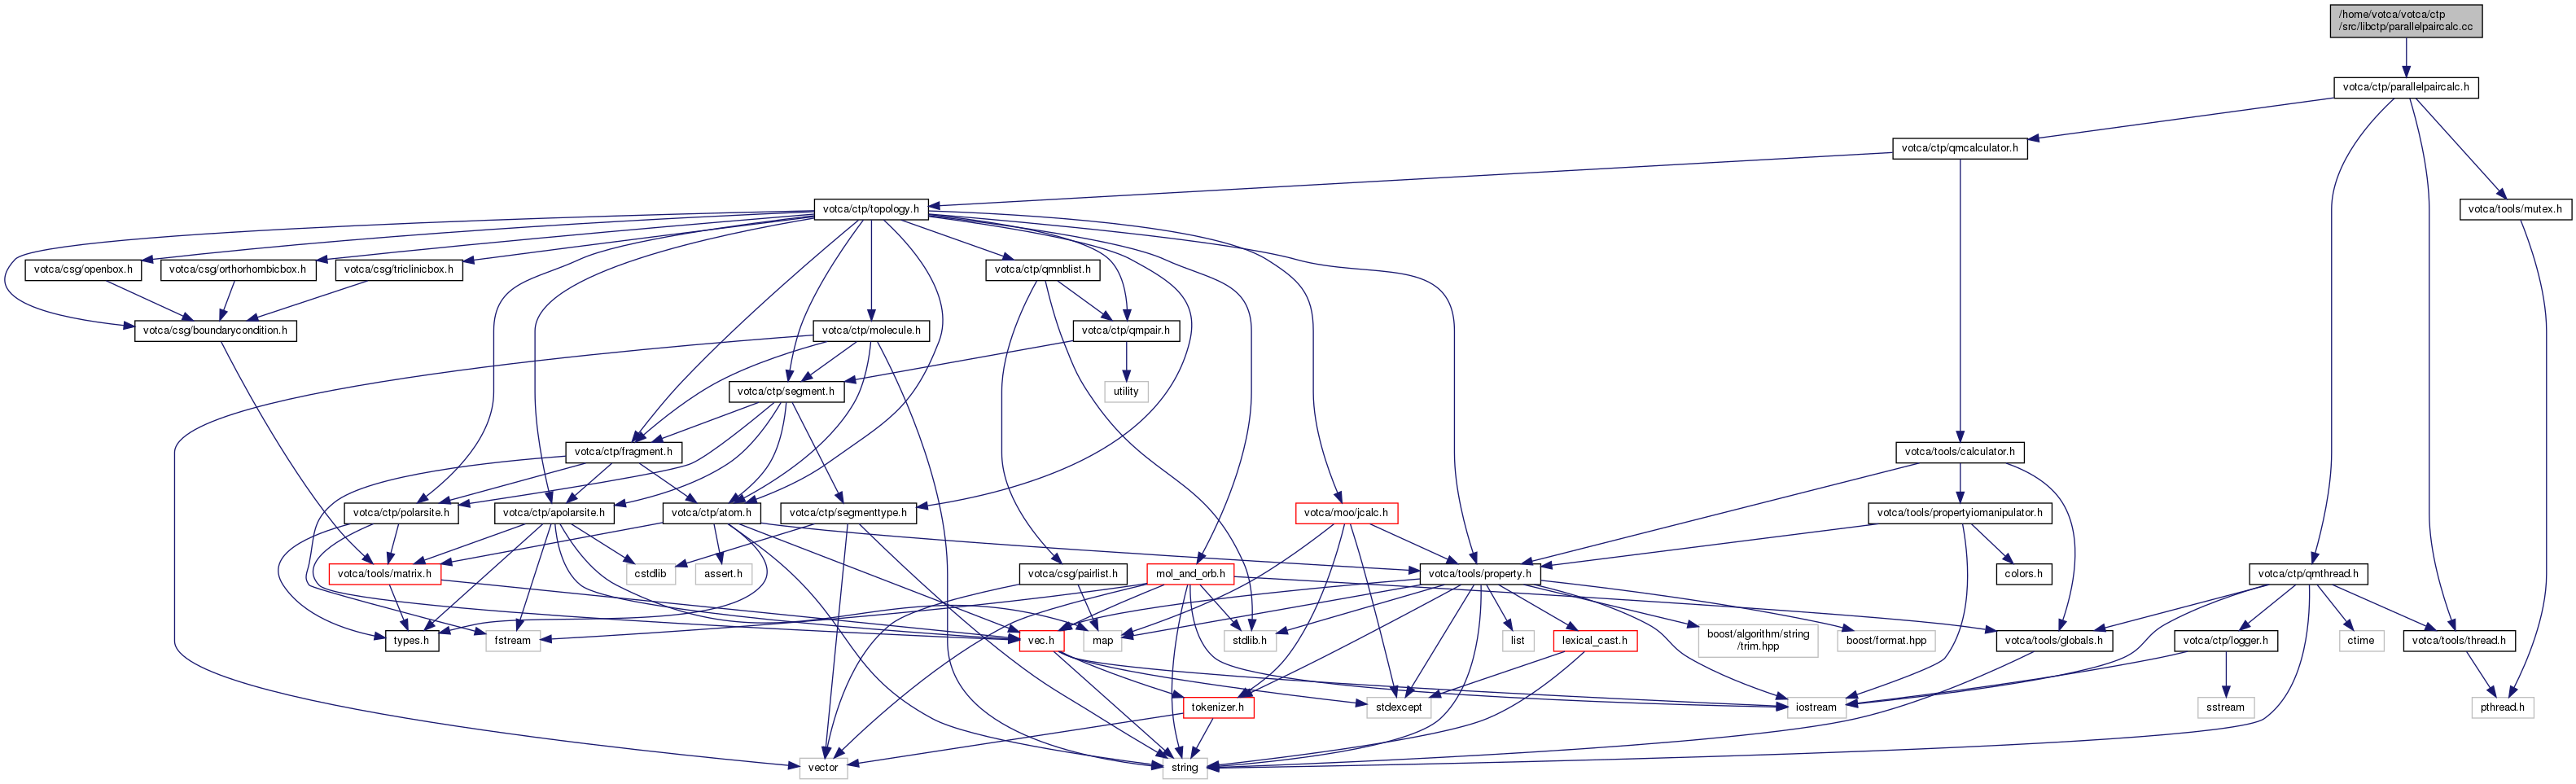 /home/votca/votca/ctp
/src/libctp/parallelpaircalc.cc
votca/ctp/parallelpaircalc.h
votca/ctp/qmcalculator.h
votca/ctp/topology.h
votca/tools/mutex.h
votca/csg/openbox.h
votca/csg/orthorhombicbox.h
votca/csg/triclinicbox.h
votca/ctp/qmnblist.h
votca/csg/boundarycondition.h
votca/ctp/molecule.h
votca/ctp/qmpair.h
votca/ctp/segment.h
utility
votca/ctp/fragment.h
votca/tools/calculator.h
votca/ctp/polarsite.h
votca/ctp/apolarsite.h
votca/ctp/atom.h
votca/ctp/segmenttype.h
votca/moo/jcalc.h
votca/tools/propertyiomanipulator.h
votca/tools/matrix.h
cstdlib
assert.h
votca/csg/pairlist.h
mol_and_orb.h
votca/tools/property.h
colors.h
votca/ctp/qmthread.h
types.h
fstream
vec.h
map
stdlib.h
list
lexical_cast.h
boost/algorithm/string
/trim.hpp
boost/format.hpp
votca/tools/globals.h
votca/ctp/logger.h
ctime
votca/tools/thread.h
tokenizer.h
stdexcept
iostream
sstream
pthread.h
vector
string